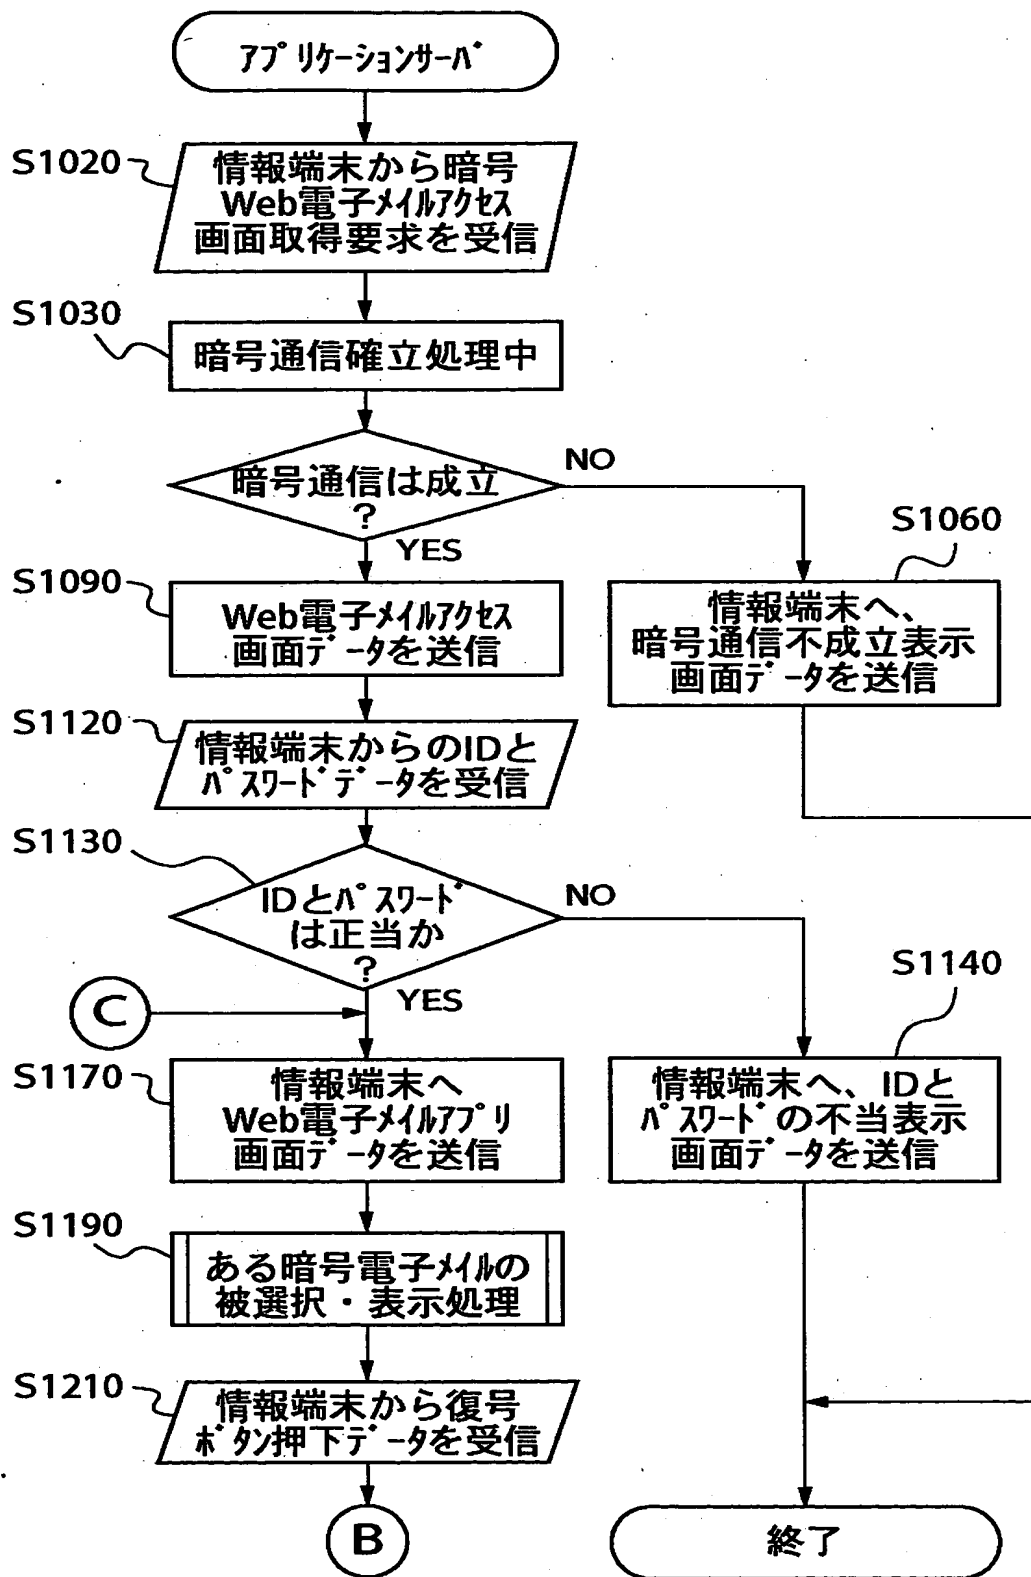 アプリケーションサーバ
S1020
情報端末から暗号
Web電子メイルアクセス
画面取得要求を受信
S1030
暗号通信確立処理中
暗号通信は成立
?
NO
YES
S1060
情報端末へ、
暗号通信不成立表示
画面データを送信
S1090
Web電子メイルアクセス
画面データを送信
S1120
情報端末からのIDと
パスワードデータを受信
S1130
IDとパスワード
は正当か
?
NO
YES
C
S1140
情報端末へ、IDと
パスワードの不当表示
画面データを送信
S1170
情報端末へ
Web電子メイルアプリ
画面データを送信
S1190
ある暗号電子メイルの
被選択・表示処理
S1210
情報端末から復号
ボタン押下データを受信
B
終了